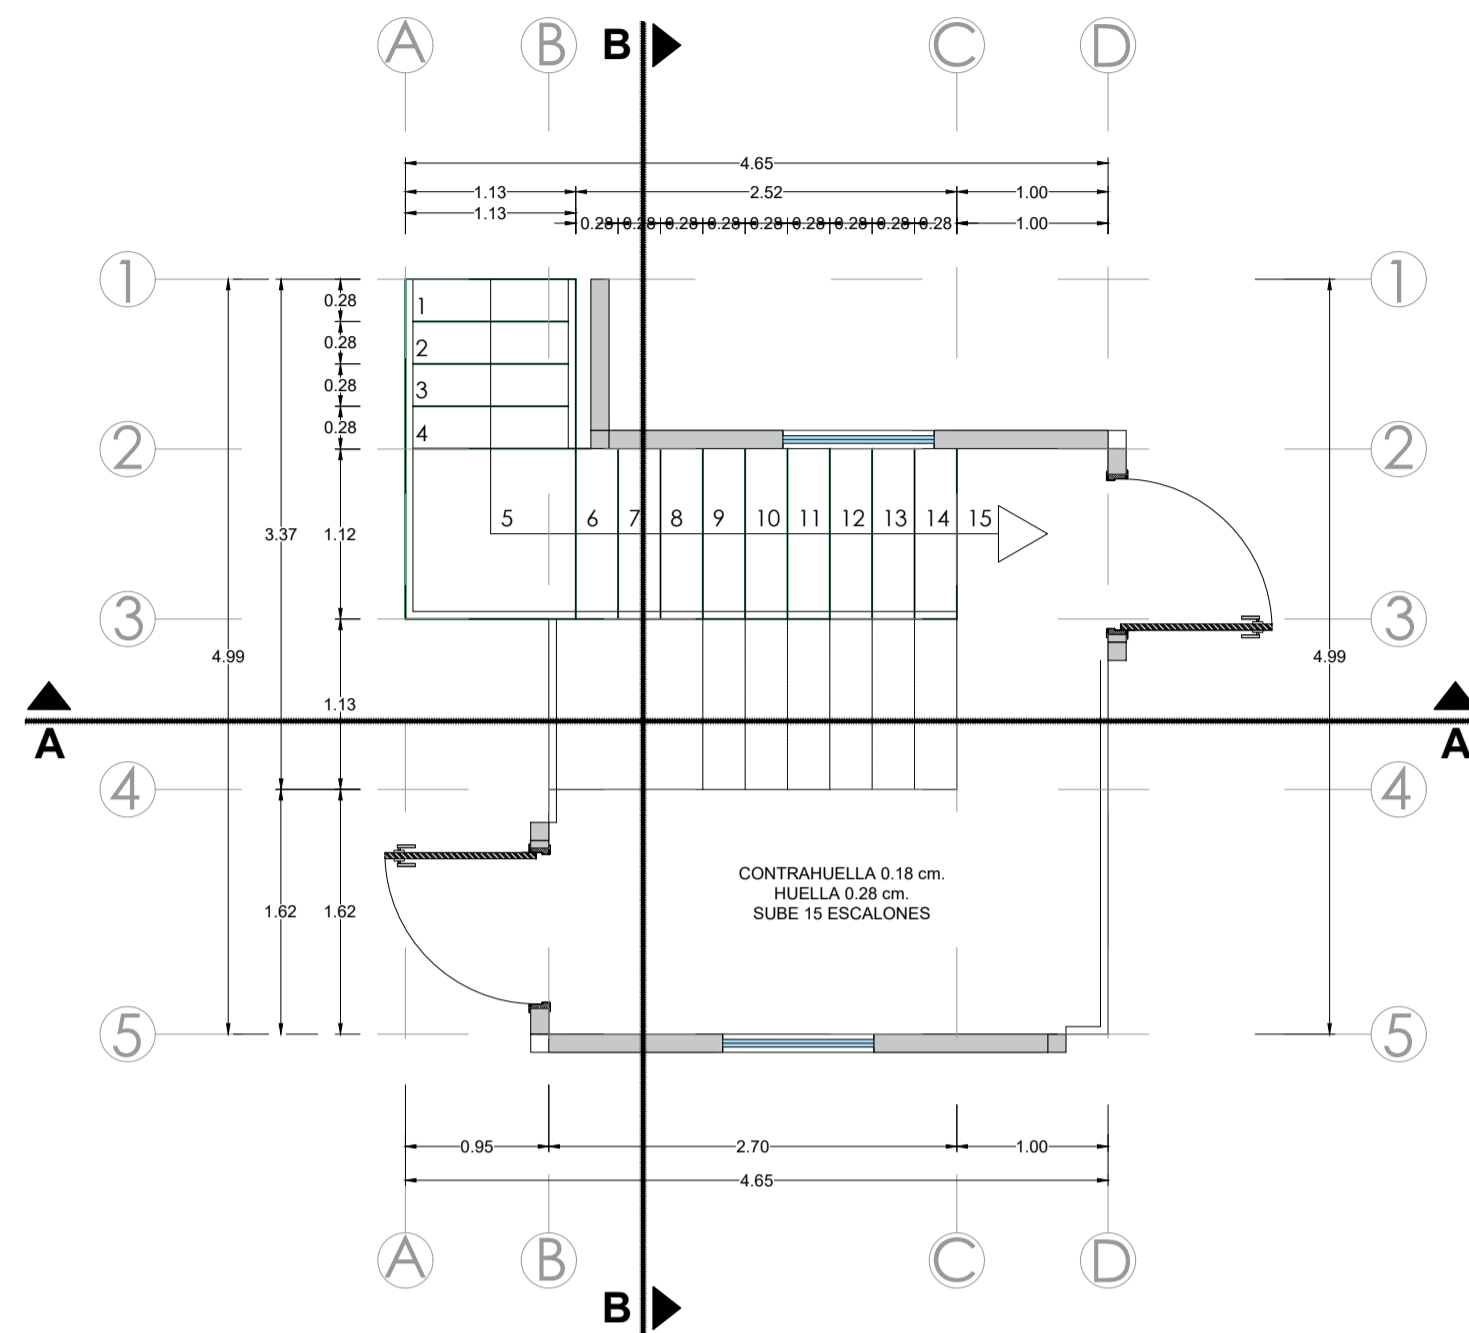 A B B C D
4.65
1.13 2.52 1.00
1.13
0.28 0.28 0.28 0.28 0.28 0.28 0.28 0.28 0.28 1.00
1 1
0.28 1
0.28 2
0.28 3
0.28 4
2 2
3.37 1.12 5 6 7 8 9 10 11 12 13 14 15
3 3
4.99 4.99
1.13
A A
4 4
CONTRAHUELLA 0.18 cm.
HUELLA 0.28 cm.
1.62 1.62 SUBE 15 ESCALONES
5 5
0.95 2.70 1.00
4.65
A B C D
B